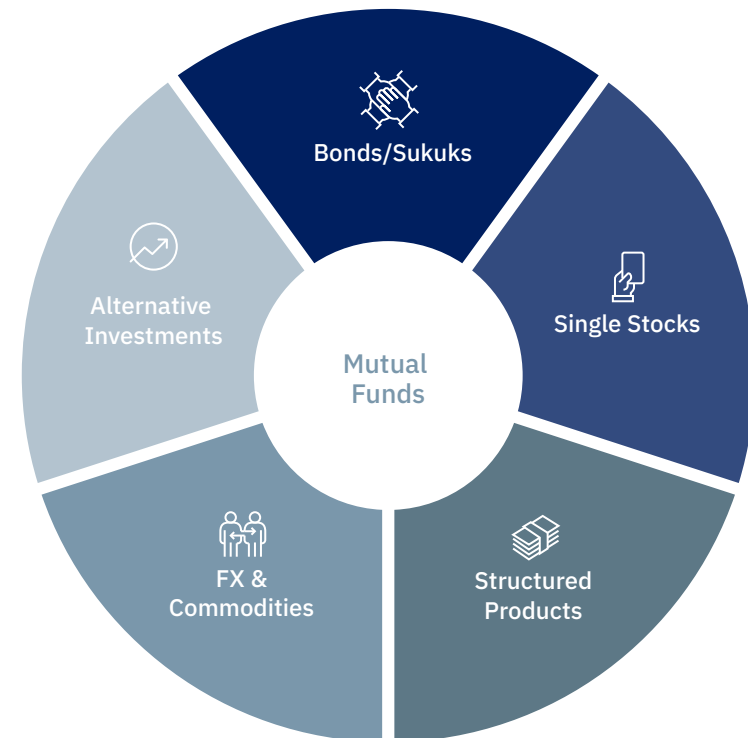 Bonds/Sukuks
Single Stocks
Structured
Products
FX &
Commodities
Alternative
Investments
Mutual
Funds